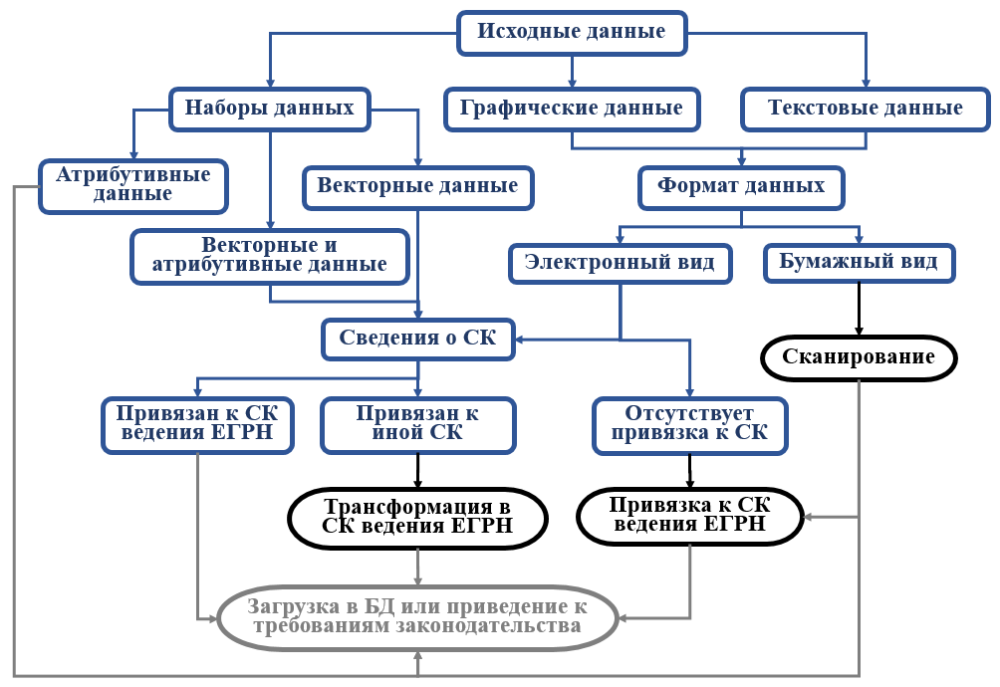 Исходные данные
Наборы данных
Графические данные
Текстовые данные
Атрибутивные
данные
Векторные данные
Формат данных
Векторные и
атрибутивные данные
Электронный вид
Бумажный вид
Сведения о СК
Сканирование
Привязан к СК
ведения ЕГРН
Привязан к
иной СК
Отсутствует
привязка к СК
Трансформация в
СК ведения ЕГРН
Привязка к СК
ведения ЕГРН
Загрузка в БД или приведение к
требованиям законодательства